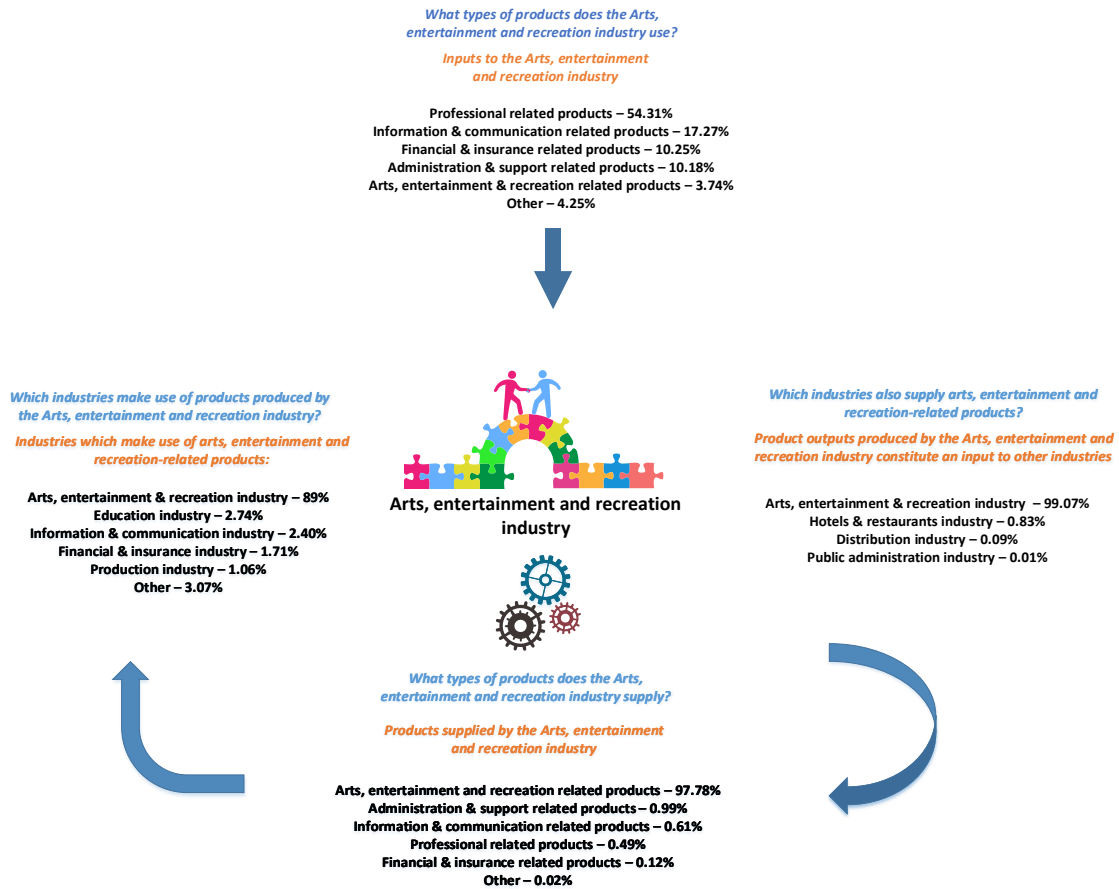 What types of products does the Arts,
entertainment and recreation industry use?
Inputs to the Arts, entertainment
and recreation industry
Professional related products – 54.31%
Information & communication related products – 17.27%
Financial & insurance related products – 10.25%
Administration & support related products – 10.18%
Arts, entertainment & recreation related products – 3.74%
Other – 4.25%
Which industries make use of products produced by
the Arts, entertainment and recreation industry?
Industries which make use of arts, entertainment and
recreation-related products:
Arts, entertainment & recreation industry – 89%
Education industry – 2.74%
Information & communication industry – 2.40%
Financial & insurance industry – 1.71%
Production industry – 1.06%
Other – 3.07%
Arts, entertainment and recreation
industry
Which industries also supply arts, entertainment and
recreation-related products?
Product outputs produced by the Arts, entertainment and
recreation industry constitute an input to other industries
Arts, entertainment & recreation industry – 99.07%
Hotels & restaurants industry – 0.83%
Distribution industry – 0.09%
Public administration industry – 0.01%
What types of products does the Arts,
entertainment and recreation industry supply?
Products supplied by the Arts, entertainment
and recreation industry
Arts, entertainment and recreation related products – 97.78%
Administration & support related products – 0.99%
Information & communication related products – 0.61%
Professional related products – 0.49%
Financial & insurance related products – 0.12%
Other – 0.02%